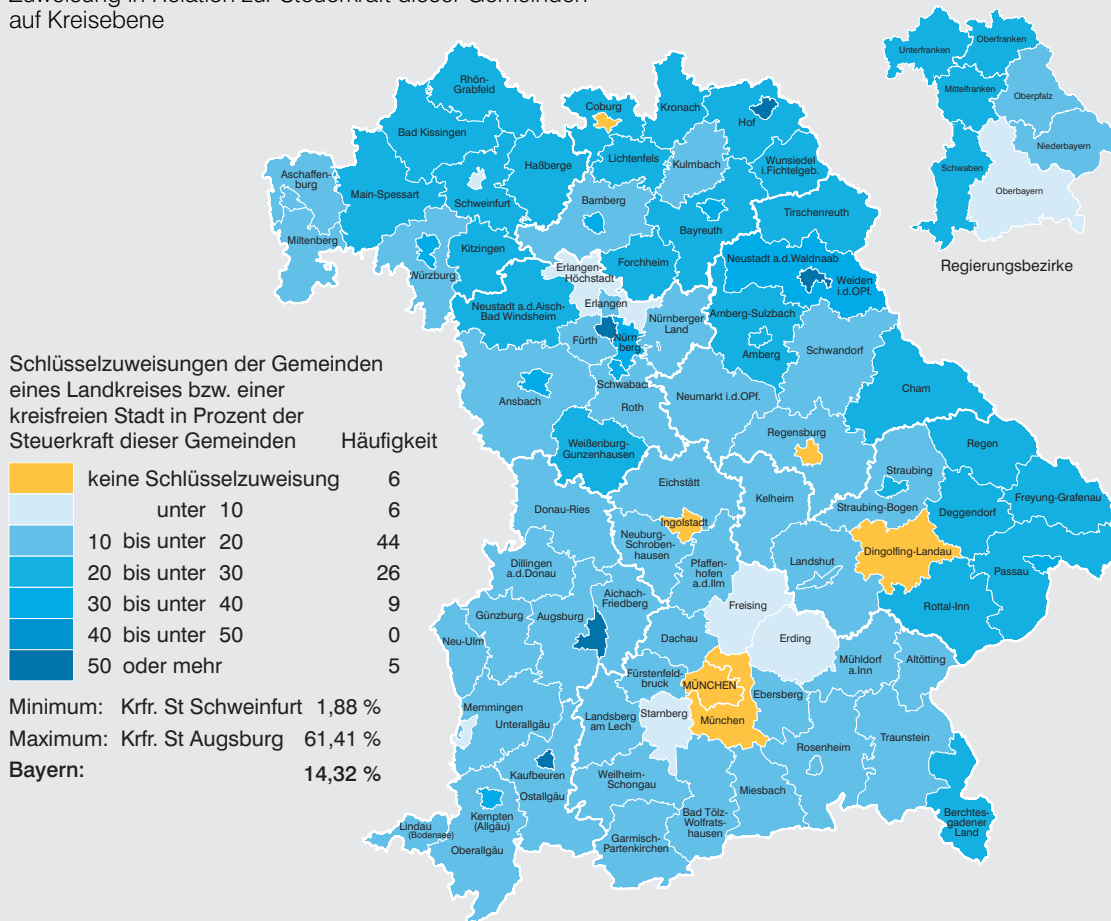 Zuweisung in Relation zur Steuerkraft dieser Gemeinden
auf Kreisebene
Unterfranken
Oberfranken
Mittelfranken
Oberpfalz
Niederbayern
Schwaben
Oberbayern
Regierungsbezirke
Rhön-
Grabfeld
Coburg
Kronach
Hof
Bad Kissingen
Lichtenfels
Kulmbach
Wunsiedel
i.Fichtelgeb.
Haßberge
Aschaffen-
burg
Main-Spessart
Schweinfurt
Bamberg
Tirschenreuth
Bayreuth
Miltenberg
Würzburg
Kitzingen
Forchheim
Neustadt a.d.Waldnaab
Erlangen-
Höchstadt
Weiden
i.d.OPf.
Erlangen
Neustadt a.d.Aisch-
Bad Windsheim
Nürnberger
Land
Amberg-Sulzbach
Fürth
Nürn-
berg
Amberg
Schwandorf
Schwabach
Ansbach
Roth
Neumarkt i.d.OPf.
Cham
Regensburg
Weißenburg-
Gunzenhausen
Regen
Straubing
Eichstätt
Kelheim
Straubing-Bogen
Freyung-Grafenau
Deggendorf
Donau-Ries
Ingolstadt
Neuburg-
Schroben-
hausen
Dingolfing-Landau
Landshut
Passau
Pfaffen-
hofen
a.d.Ilm
Dillingen
a.d.Donau
Aichach-
Friedberg
Rottal-Inn
Günzburg
Augsburg
Freising
Neu-Ulm
Dachau
Erding
Mühldorf
a.Inn
Altötting
Fürstenfeld-
bruck
MÜNCHEN
Ebersberg
Memmingen
Unterallgäu
Landsberg
am Lech
Starnberg
München
Traunstein
Rosenheim
Kaufbeuren
Weilheim-
Schongau
Ostallgäu
Miesbach
Kempten
(Allgäu)
Bad Tölz-
Wolfrats-
hausen
Berchtes-
gadener
Land
Lindau
(Bodensee)
Oberallgäu
Garmisch-
Partenkirchen
Schlüsselzuweisungen der Gemeinden
eines Landkreises bzw. einer
kreisfreien Stadt in Prozent der
Steuerkraft dieser Gemeinden Häufigkeit
keine Schlüsselzuweisung 6
unter 10 6
10 bis unter 20 44
20 bis unter 30 26
30 bis unter 40 9
40 bis unter 50 0
50 oder mehr 5
Minimum: Krfr. St Schweinfurt 1,88 %
Maximum: Krfr. St Augsburg 61,41 %
Bayern: 14,32 %